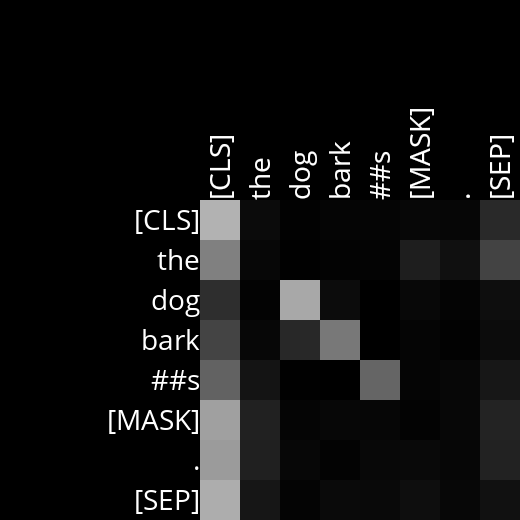 [CLS]
the
dog
bark
##s
[MASK]
.
[SEP]
[CLS]
the
dog
bark
##s
[MASK]
.
[SEP]